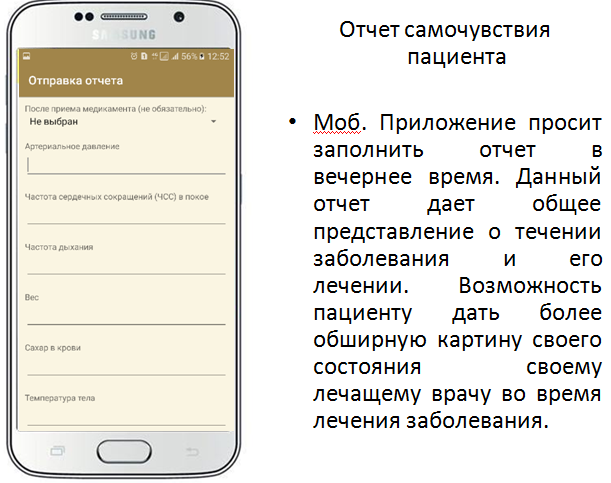 SAMSUNG
56% 12:52
Отправка отчета
После приема медикамента (не обязательно):
Не выбран
Артериальное давление
Частота сердечных сокращений (ЧСС) в покое
Частота дыхания
Вес
Сахар в крови
Температура тела
Отчет самочувствия
пациента
• Моб. Приложение просит
заполнить отчет в
вечернее время. Данный
отчет дает общее
представление о течении
заболевания и его
лечении. Возможность
пациенту дать более
обширную картину своего
состояния своему
лечащему врачу во время
лечения заболевания.